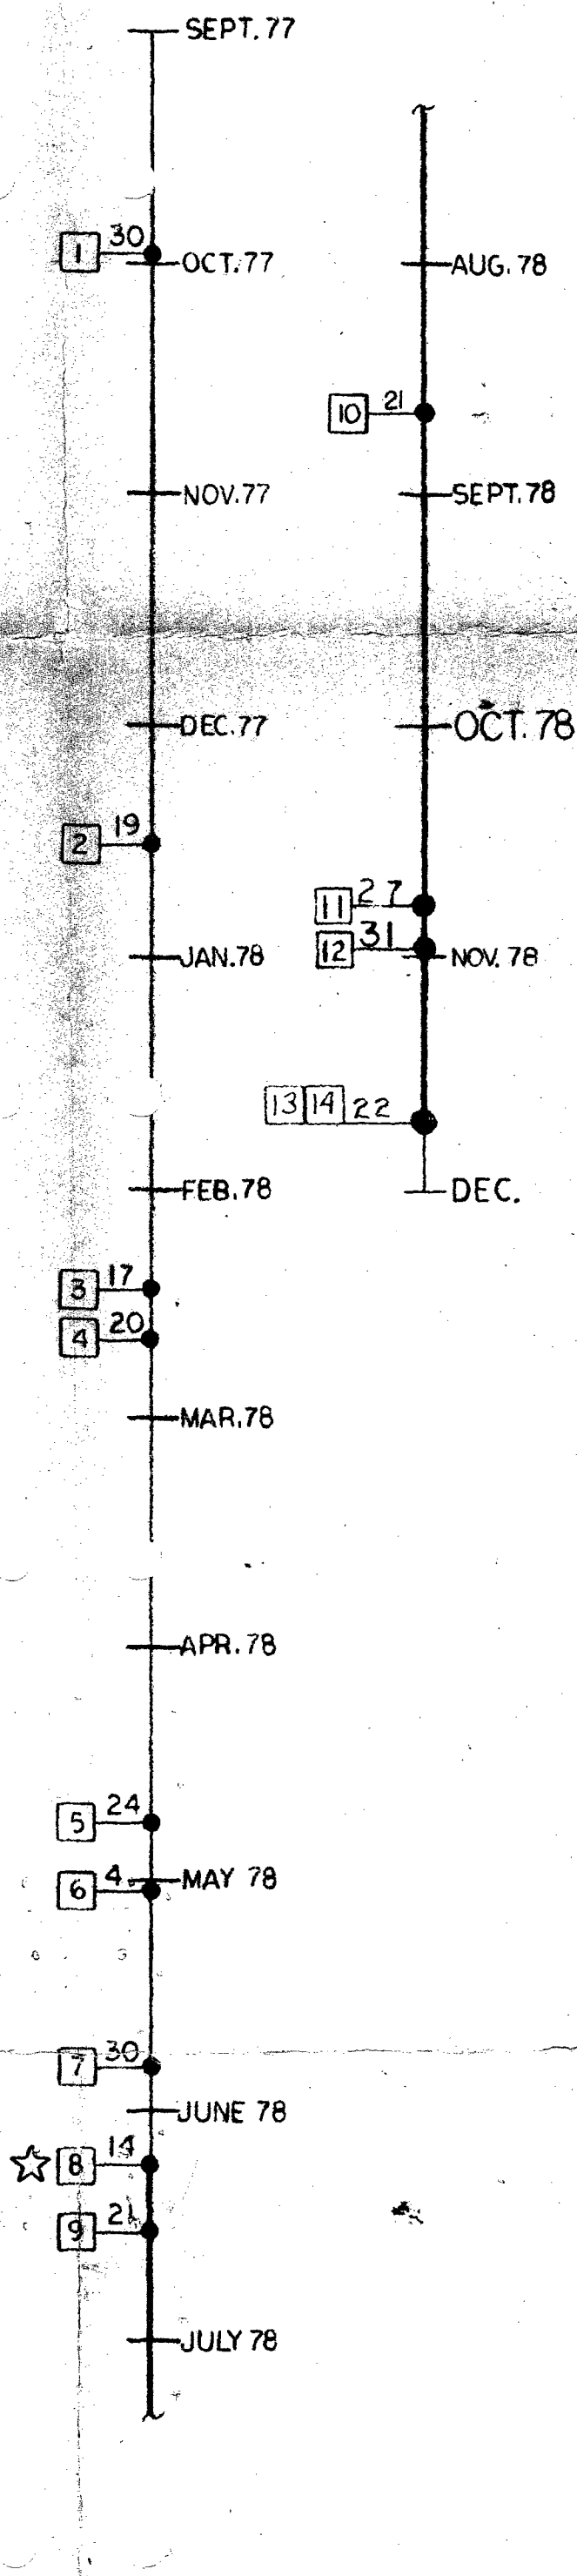 SEPT. 77
1 30
OCT. 77
NOV. 77
DEC. 77
2 19
JAN. 78
FEB. 78
3 17
4 20
MAR. 78
APR. 78
5 24
6 4 MAY 78
7 30
JUNE 78
8 14
9 21
JULY 78
AUG. 78
10 21
SEPT. 78
OCT. 78
11 27
12 31
NOV. 78
13 14 22
DEC.